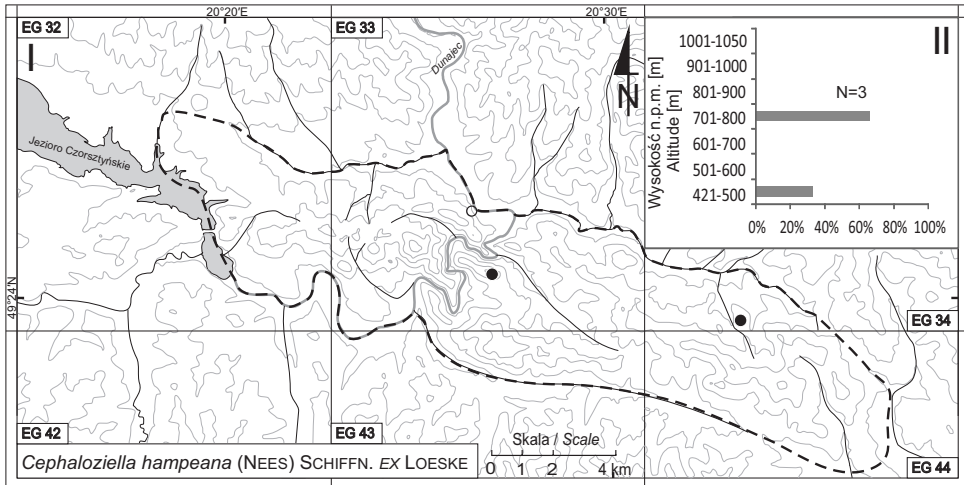 20°20'E
20°30'E
EG 32
EG 33
I
II
Dunajec
N
Jezioro Czorsztyńskie
49°24'N
Wysokość n.p.m. [m]
Altitude [m]
1001-1050
901-1000
801-900
701-800
601-700
501-600
421-500
N=3
0% 20% 40% 60% 80% 100%
EG 34
EG 42
EG 43
EG 44
Skala / Scale
0 1 2 4 km
Cephaloziella hampeana (NEES) SCHIFFN. EX LOESKE